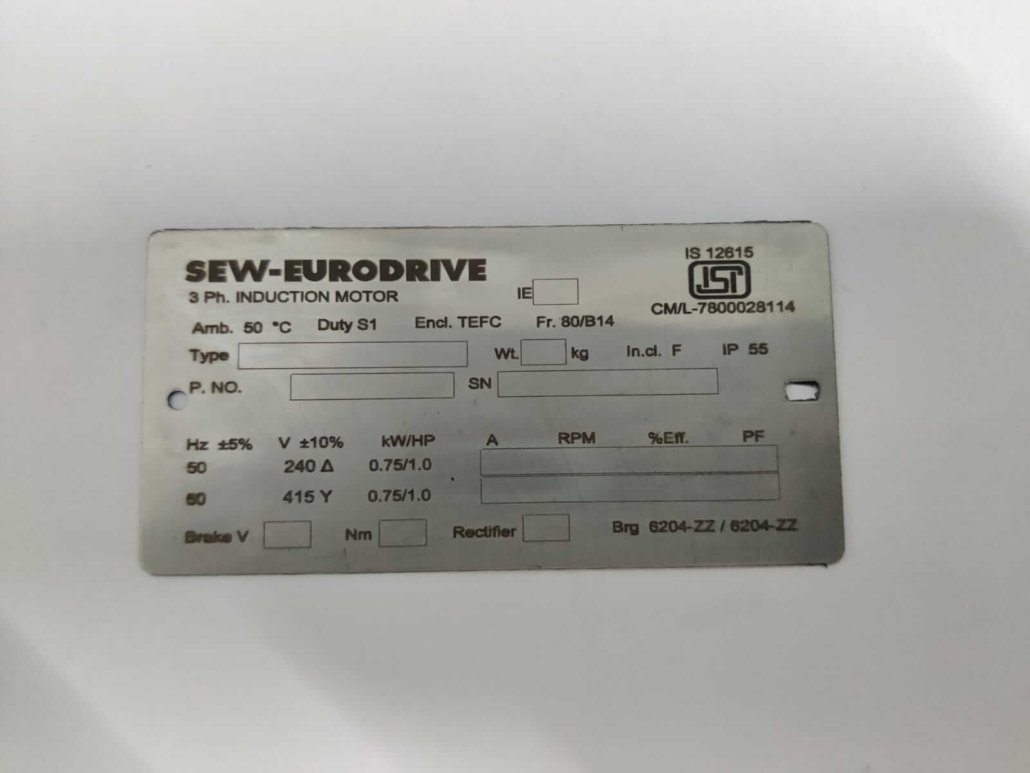 SEW-EURODRIVE
3 Ph. INDUCTION MOTOR
IE
IS 12615
ISI
CM/L-7800028114
Amb. 50 °C Duty S1 Encl. TEFC Fr. 80/B14
Type Wt. kg In.cl. F IP 55
P. NO. SN
Hz ±5% V ±10% kW/HP A RPM %Eff. PF
50 240 Δ 0.75/1.0
50 415 Y 0.75/1.0
Brake V Nm Rectifier Brg 6204-ZZ / 6204-ZZ